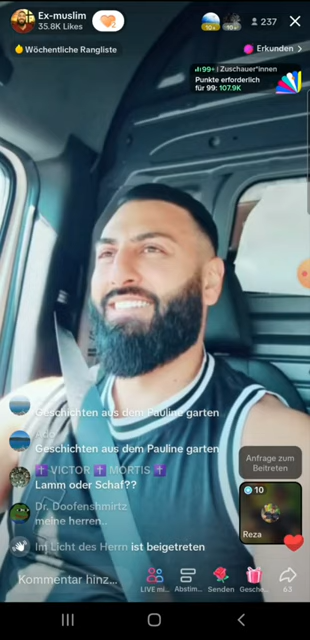 Ex-muslim
35.8K Likes
237
Wöchentliche Rangliste
Erkunden
99+ | Zuschauer*innen
Punkte erforderlich
für 99: 107.9K
Geschichten aus dem Pauline garten
Geschichten aus dem Pauline garten
✝️VICTOR ✝️ MORTIS ✝️
Lamm oder Schaf??
Dr. Doofenshmirtz
meine herren..
Im Licht des Herrn ist beigetreten
Anfrage zum
Beitreten
10
Reza
Kommentar hinz...
LIVE mi...
Abstim...
Senden
Gesche...
63